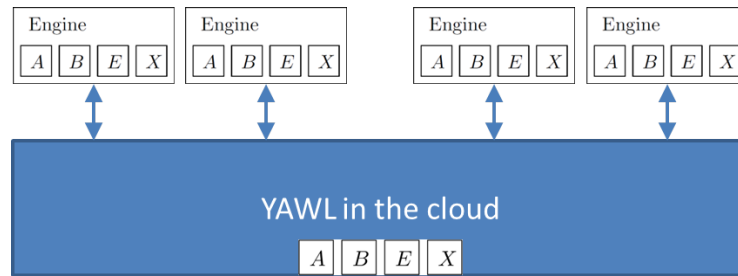 Engine Engine Engine Engine
A B E X A B E X A B E X A B E X
YAWL in the cloud
A B E X